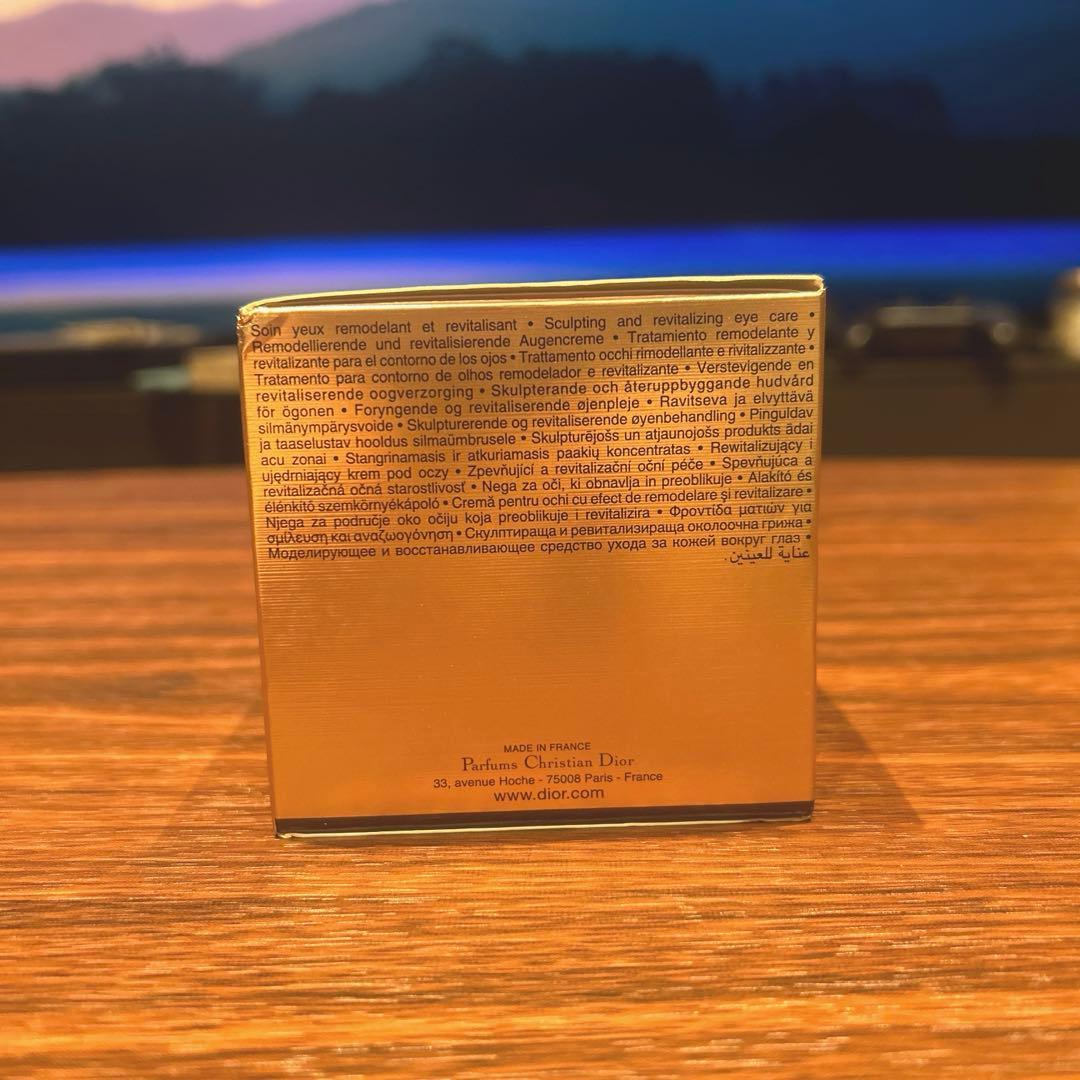 Soin yeux remodelant et revitalisant • Sculpting and revitalizing eye care •
Remodellierende und revitalisierende Augencreme • Tratamiento remodelante y
revitalizante para el contorno de los ojos • Trattamento occhi rimodellante e rivitalizzante •
Tratamento para contorno de olhos remodelador e revitalizante • Verstevigende en
revitaliserende oogverzorging • Skulpterande och återuppbyggande hudvård
för ögonen • Foryngende og revitaliserende øjenpleje • Ravitseva ja elvyttävä
silmänympärysvoide • Skulpturerende og revitaliserende øyenbehandling • Pinguldav
ja taaselustav hooldus silmaümbrusele • Skulpturējošs un atjaunojošs produkts ādai
acu zonai • Stangrinamasis ir atkuriamasis paakių koncentratas • Rewitalizujący i
ujędrniający krem pod oczy • Zpevňující a revitalizační oční péče • Spevňujúca a
revitalizačná očná starostlivosť • Nega za oči, ki obnavlja in preoblikuje • Alakító és
élénkítő szemkörnyékápoló • Cremă pentru ochi cu efect de remodelare şi revitalizare •
Njega za područje oko očiju koja preoblikuje i revitalizira • Φροντίδα ματιών για
σμίλευση και αναζωογόνηση • Скулптираща и ревитализираща околоочна грижа •
Моделирующее и восстанавливающее средство ухода за кожей вокруг глаз •
عناية للعينين.
MADE IN FRANCE
Parfums Christian Dior
33, avenue Hoche - 75008 Paris - France
www.dior.com